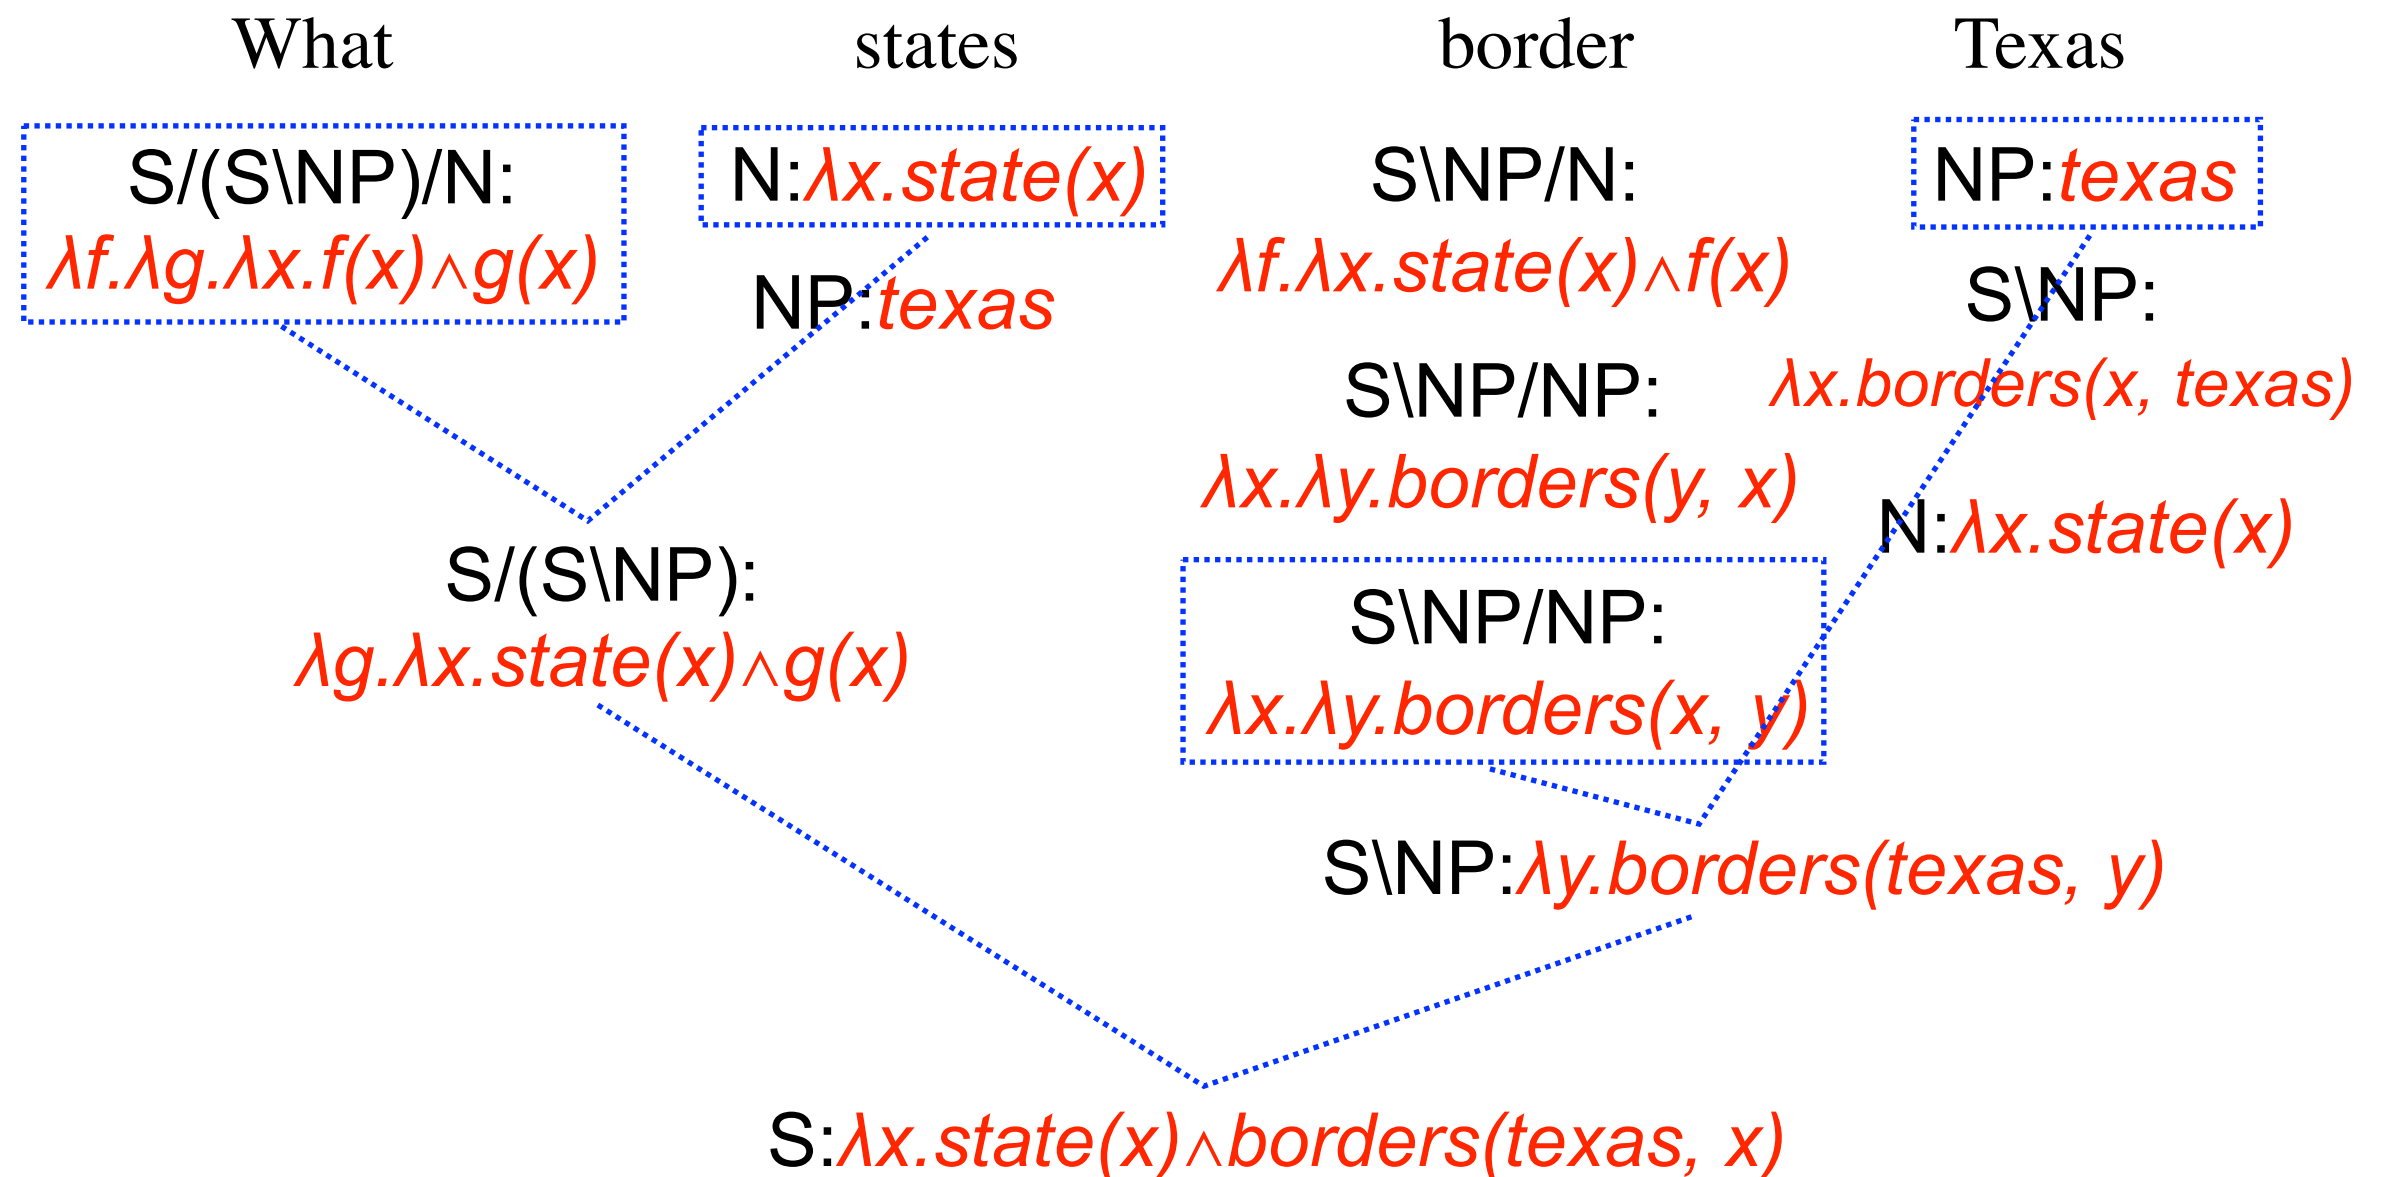 What states border Texas
S/(S\NP)/N:
λf.λg.λx.f(x)∧g(x)
N:λx.state(x)
NP:texas
S\NP/N:
λf.λx.state(x)∧f(x)
S\NP/NP:
λx.λy.borders(y, x)
S\NP/NP:
λx.λy.borders(x, y)
NP:texas
S\NP:
λx.borders(x, texas)
N:λx.state(x)
S/(S\NP):
λg.λx.state(x)∧g(x)
S\NP:λy.borders(texas, y)
S:λx.state(x)∧borders(texas, x)